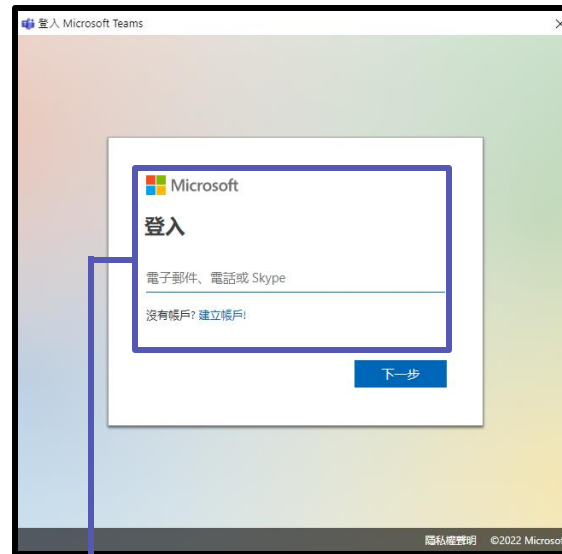 登入 Microsoft Teams
Microsoft
登入
電子郵件、電話或 Skype
沒有帳戶? 建立帳戶!
下一步
隱私權聲明 ©2022 Microsoft